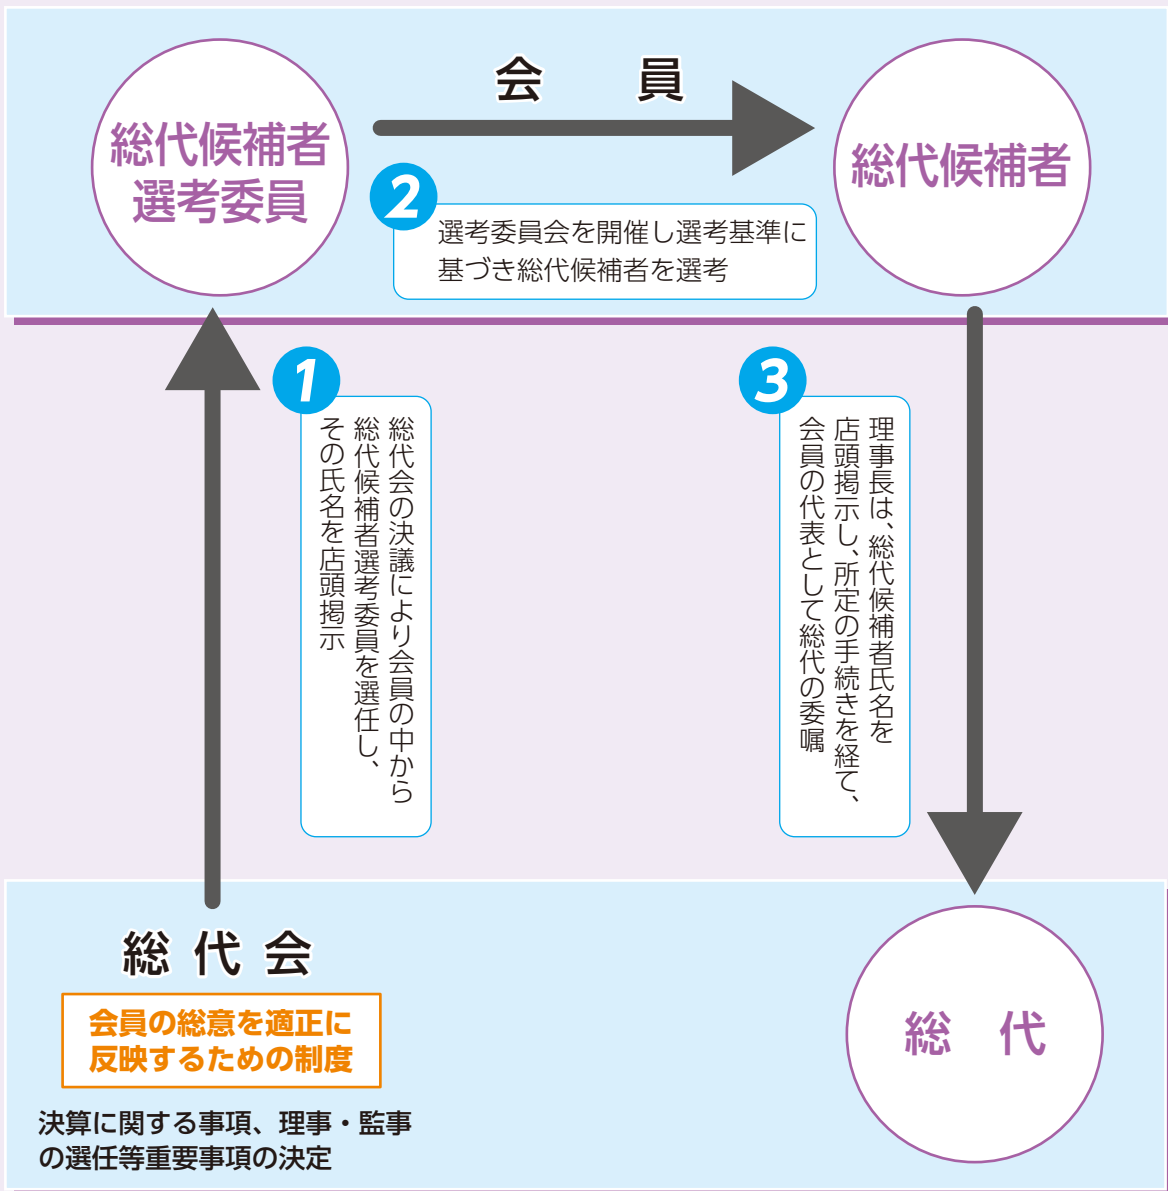 会 員
総代候補者
選考委員
総代候補者
2
選考委員会を開催し選考基準に
基づき総代候補者を選考
1
総代会の決議により会員の中から
総代候補者選考委員を選任し、
その氏名を店頭掲示
3
理事長は、総代候補者氏名を
店頭掲示し、所定の手続きを経て、
会員の代表として総代の委嘱
総代会
会員の総意を適正に
反映するための制度
決算に関する事項、理事・監事
の選任等重要事項の決定
総 代